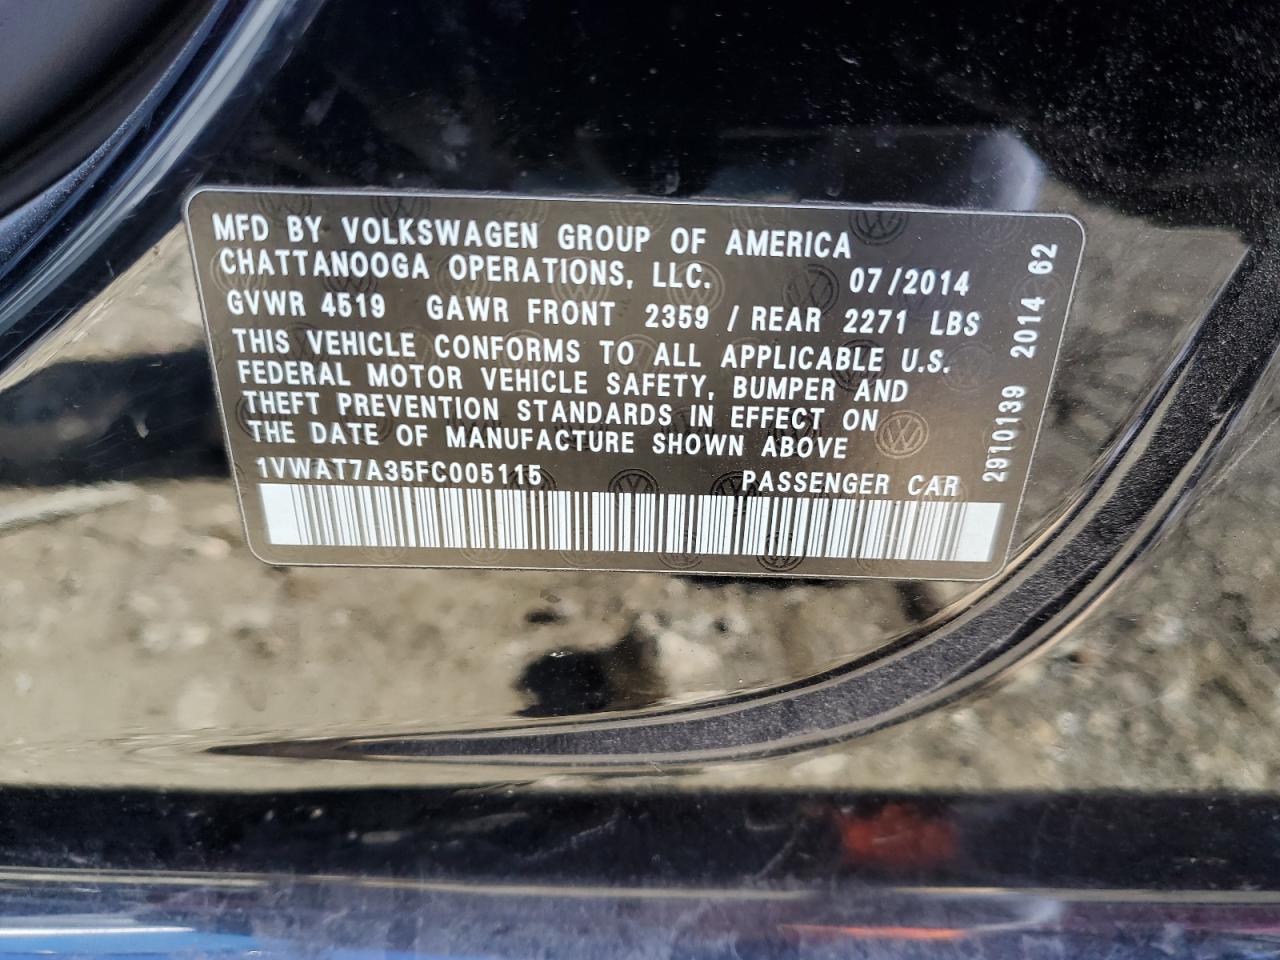 MFD BY VOLKSWAGEN GROUP OF AMERICA
CHATTANOOGA OPERATIONS, LLC. 07/2014
GVWR 4519 GAWR FRONT 2359 / REAR 2271 LBS
THIS VEHICLE CONFORMS TO ALL APPLICABLE U.S.
FEDERAL MOTOR VEHICLE SAFETY, BUMPER AND
THEFT PREVENTION STANDARDS IN EFFECT ON
THE DATE OF MANUFACTURE SHOWN ABOVE
1VWAT7A35FC005115 PASSENGER CAR
2910139 2014 62